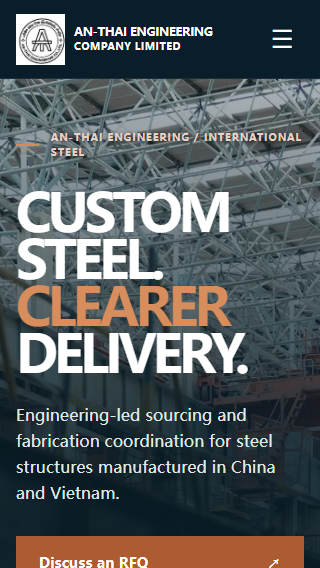 AN-THAI ENGINEERING
COMPANY LIMITED
AN-THAI ENGINEERING / INTERNATIONAL
STEEL
CUSTOM
STEEL.
CLEARER
DELIVERY.
Engineering-led sourcing and
fabrication coordination for steel
structures manufactured in China
and Vietnam.
Discuss an RFQ ↗